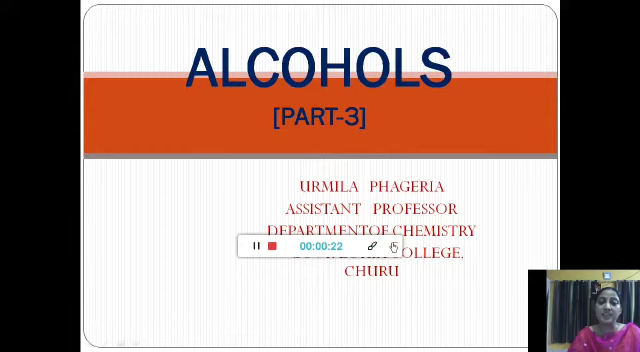 ALCOHOLS
[PART-3]
URMILA PHAGERIA
ASSISTANT PROFESSOR
DEPARTMENTOF CHEMISTRY
COLLEGE,
CHURU
00:00:22